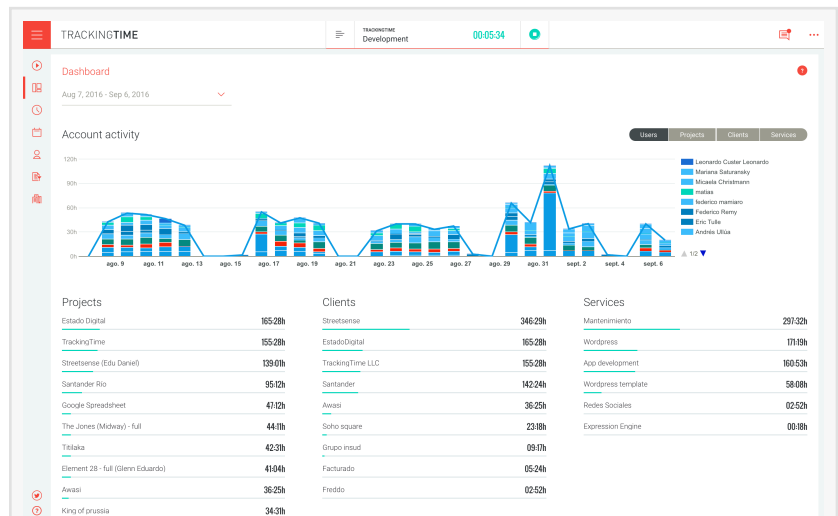 TRACKINGTIME
TRACKINGTIME
Development
00:05:34
Dashboard
Aug 7, 2016 - Sep 6, 2016
Account activity
Users Projects Clients Services
120h
90h
60h
30h
0h
ago. 9 ago. 11 ago. 13 ago. 15 ago. 17 ago. 19 ago. 21 ago. 23 ago. 25 ago. 27 ago. 29 ago. 31 sept. 2 sept. 4 sept. 6
Leonardo Custer Leonardo
Mariana Saturansky
Micaela Christmann
matias
federico mamiaro
Federico Remy
Eric Tulle
Andrés Ullúa
1/2
Projects
Estado Digital 165:28h
TrackingTime 155:28h
Streetsense (Edu Daniel) 139:01h
Santander Río 95:12h
Google Spreadsheet 47:12h
The Jones (Midway) - full 44:11h
Titilaka 42:31h
Element 28 - full (Glenn Eduardo) 41:04h
Awasi 36:25h
King of prussia 34:31h
Clients
Streetsense 346:29h
EstadoDigital 165:28h
TrackingTime LLC 155:28h
Santander 142:24h
Awasi 36:25h
Soho square 23:18h
Grupo insud 09:17h
Facturado 05:24h
Freddo 02:52h
Services
Mantenimiento 297:32h
Wordpress 171:19h
App development 160:53h
Wordpress template 58:08h
Redes Sociales 02:52h
Expression Engine 00:18h